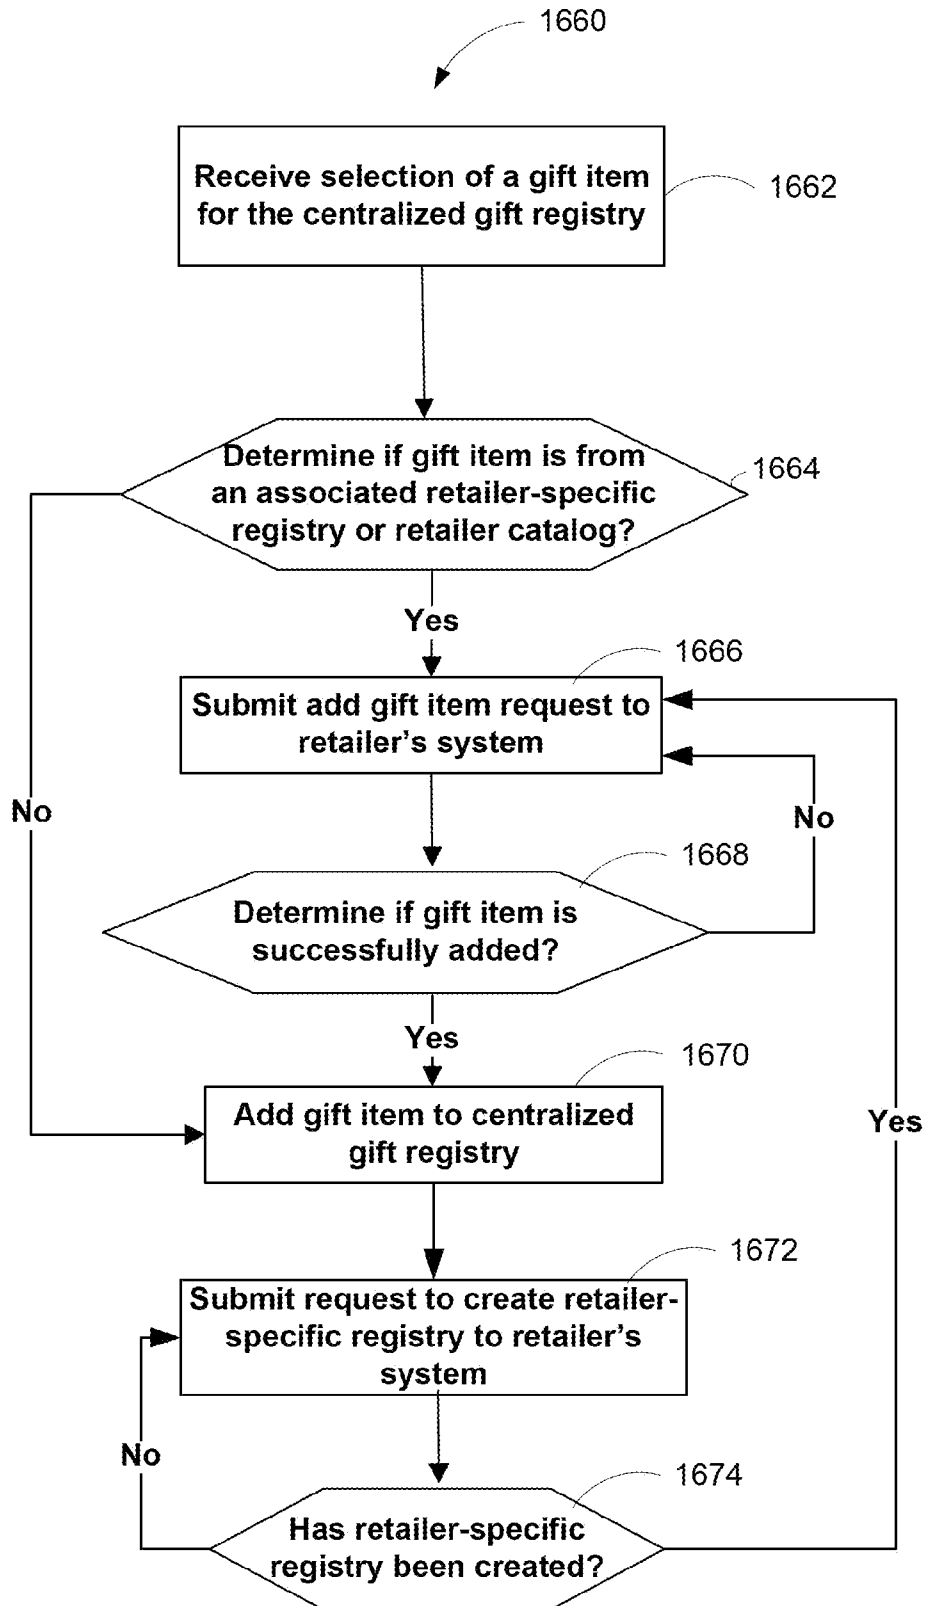 1660
Receive selection of a gift item
for the centralized gift registry
1662
Determine if gift item is from
an associated retailer-specific
registry or retailer catalog?
1664
Yes
1666
Submit add gift item request to
retailer's system
No
No
1668
Determine if gift item is
successfully added?
Yes
1670
Add gift item to centralized
gift registry
Yes
1672
Submit request to create retailer-
specific registry to retailer's
system
No
1674
Has retailer-specific
registry been created?